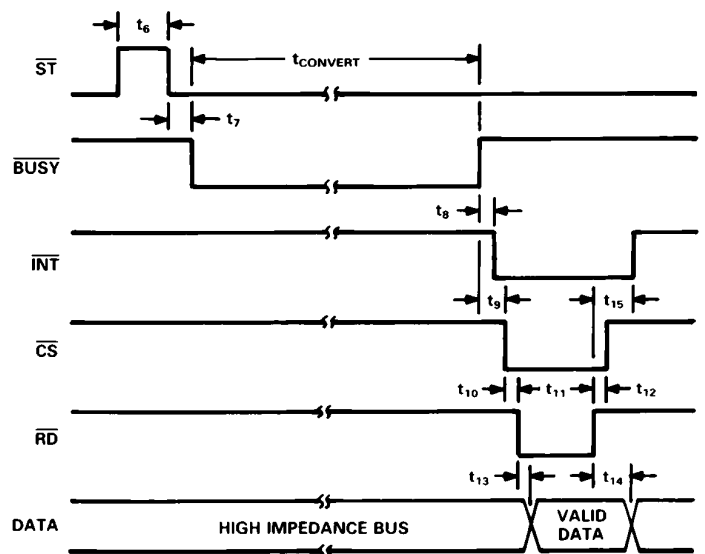 t6
ST
tCONVERT
t7
BUSY
t8
INT
t9
t15
CS
t10
t11
t12
RD
t13
t14
DATA
HIGH IMPEDANCE BUS
VALID
DATA